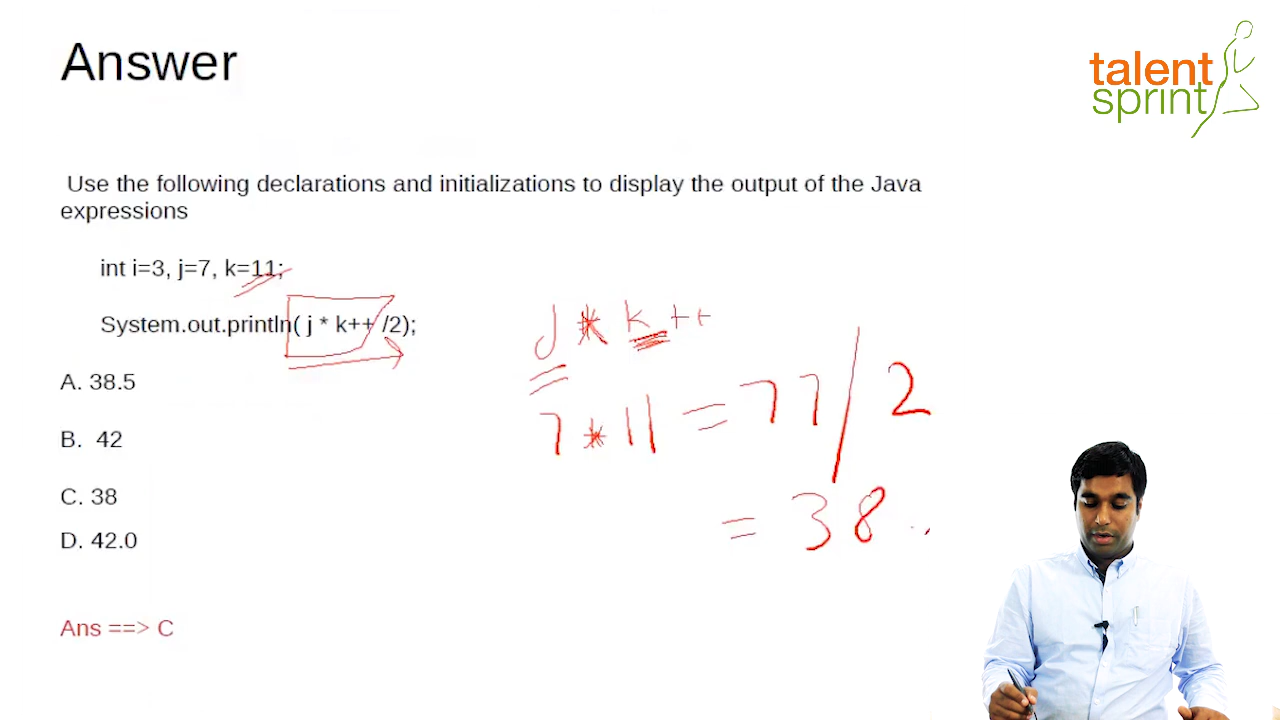 Answer
talent
sprint
Use the following declarations and initializations to display the output of the Java
expressions
int i=3, j=7, k=11;
System.out.println( j * k++ /2);
j * k ++
A. 38.5
7 * 11 = 77 / 2
B. 42
C. 38
= 38 .
D. 42.0
Ans ==> C